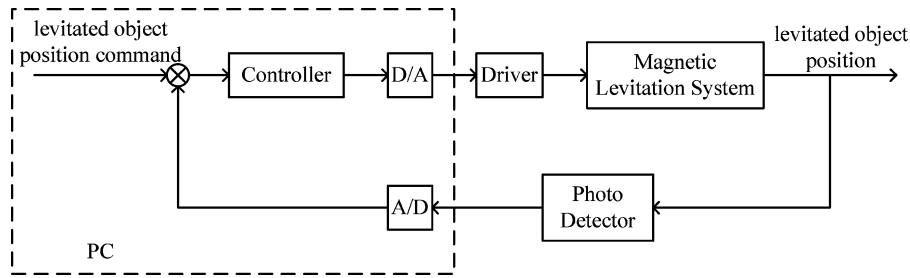 levitated object
position command
Controller
D/A
Driver
Magnetic
Levitation System
levitated object
position
A/D
Photo
Detector
PC